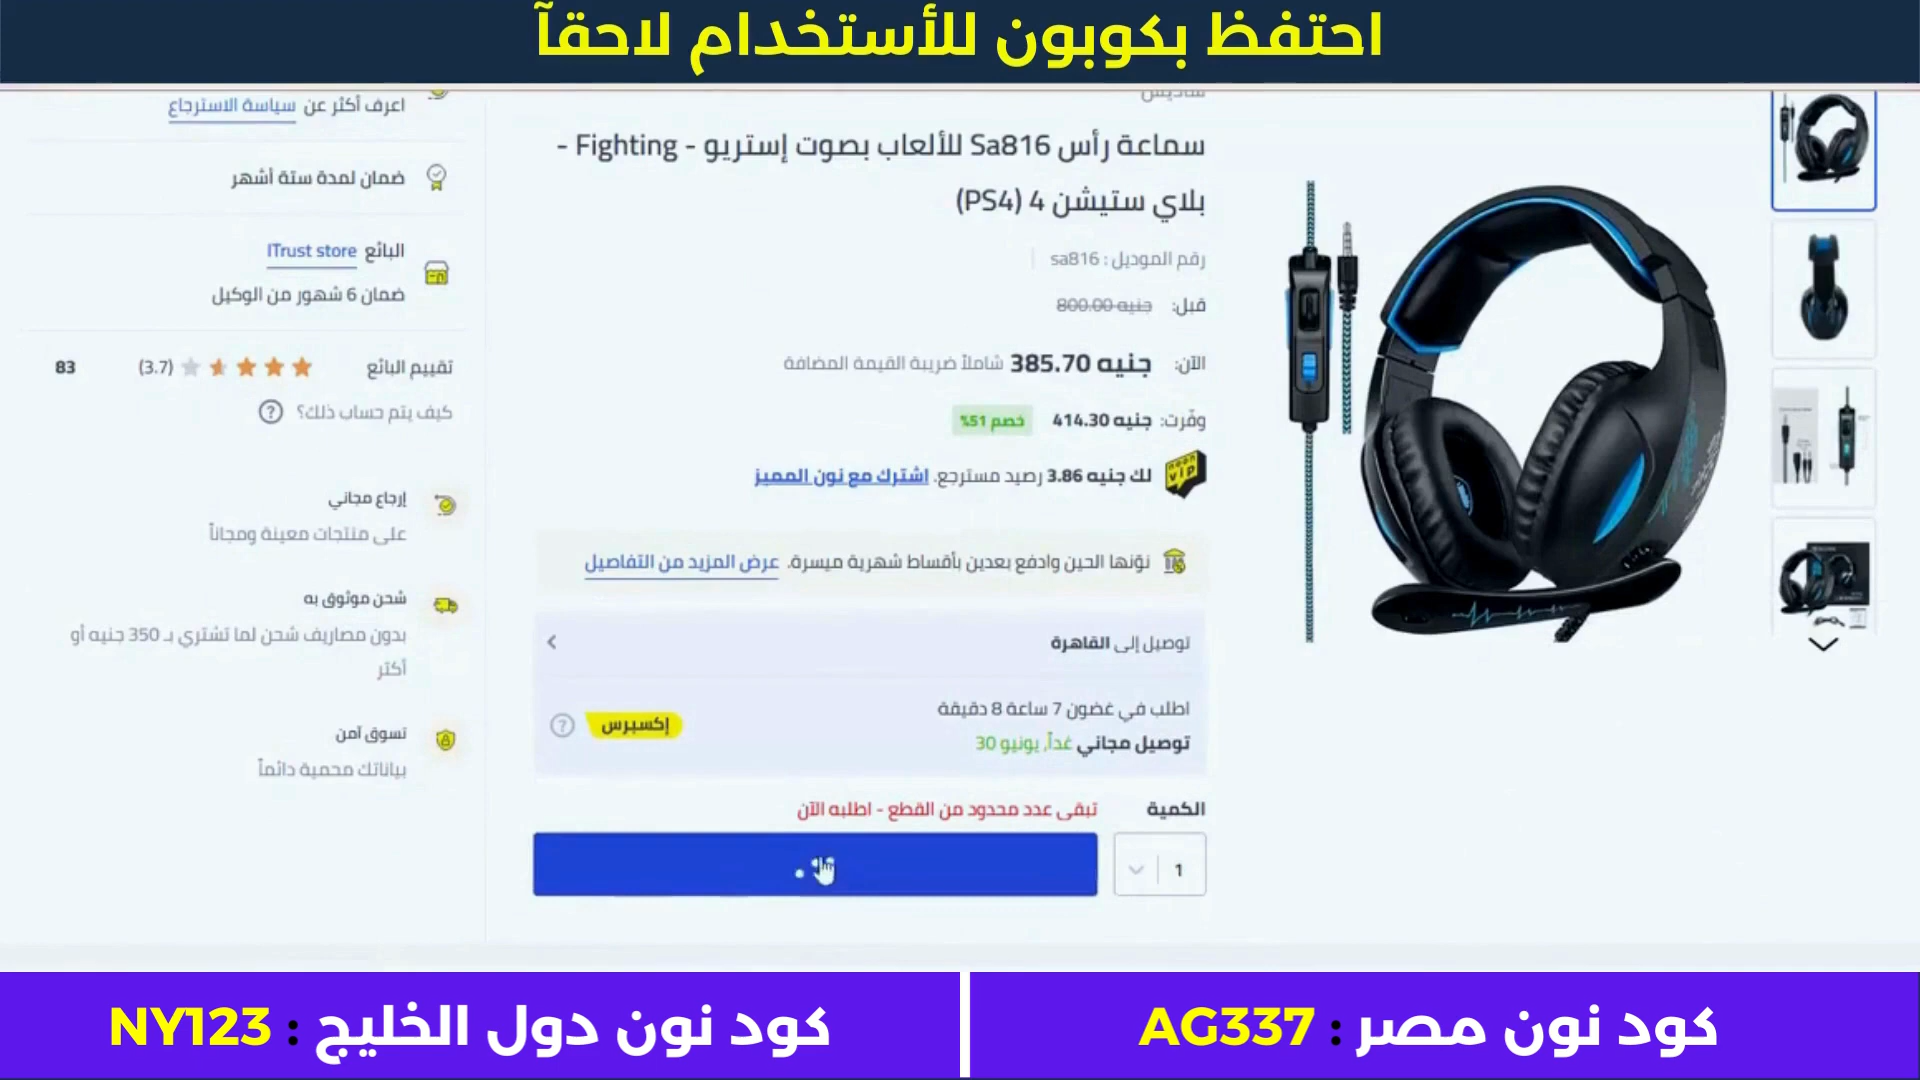 احتفظ بكوبون للأستخدام لاحقآ
ساديس
سماعة رأس Sa816 للألعاب بصوت إستريو - Fighting -
بلاي ستيشن 4 (PS4)
رقم الموديل : sa816
قبل: جنيه 800.00
الآن: جنيه 385.70 شاملاً ضريبة القيمة المضافة
وفّرت: جنيه 414.30 خصم 51%
noon vip لك جنيه 3.86 رصيد مسترجع. اشترك مع نون المميز
نوّنها الحين وادفع بعدين بأقساط شهرية ميسرة. عرض المزيد من التفاصيل
توصيل إلى القاهرة
اطلب في غضون 7 ساعة 8 دقيقة
توصيل مجاني غداً, يونيو 30
إكسبرس
الكمية
تبقى عدد محدود من القطع - اطلبه الآن
1
اعرف أكثر عن سياسة الاسترجاع
ضمان لمدة ستة أشهر
البائع ITrust store
ضمان 6 شهور من الوكيل
تقييم البائع (3.7) 83
كيف يتم حساب ذلك؟
إرجاع مجاني
على منتجات معينة ومجاناً
شحن موثوق به
بدون مصاريف شحن لما تشتري بـ 350 جنيه أو
أكثر
تسوق آمن
بياناتك محمية دائماً
كود نون مصر : AG337
كود نون دول الخليج : NY123